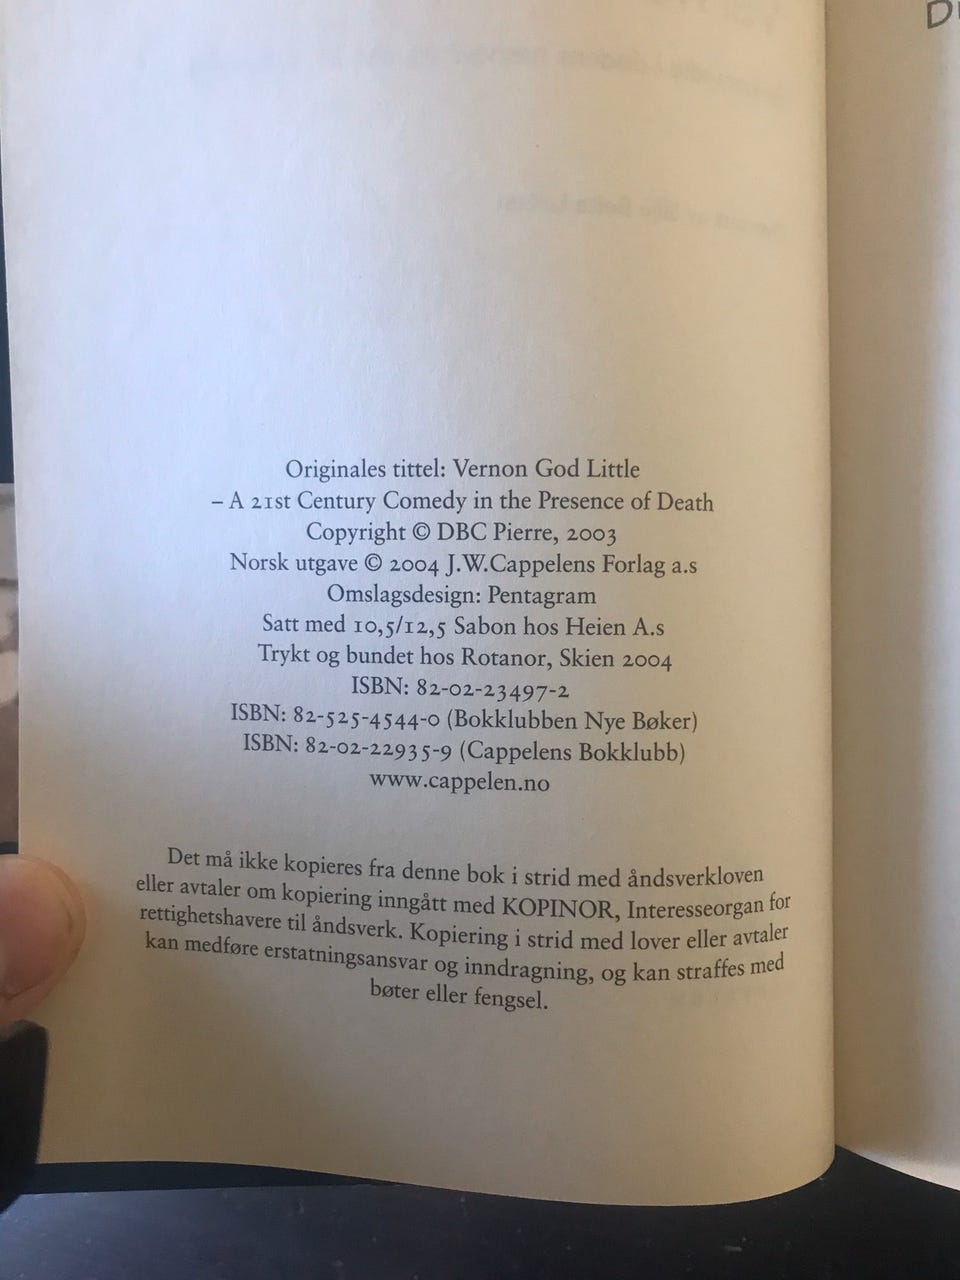 Originales tittel: Vernon God Little
– A 21st Century Comedy in the Presence of Death
Copyright © DBC Pierre, 2003
Norsk utgave © 2004 J.W.Cappelens Forlag a.s
Omslagsdesign: Pentagram
Satt med 10,5/12,5 Sabon hos Heien A.s
Trykt og bundet hos Rotanor, Skien 2004
ISBN: 82-02-23497-2
ISBN: 82-525-4544-0 (Bokklubben Nye Bøker)
ISBN: 82-02-22935-9 (Cappelens Bokklubb)
www.cappelen.no
Det må ikke kopieres fra denne bok i strid med åndsverkloven
eller avtaler om kopiering inngått med KOPINOR, Interesseorgan for
rettighetshavere til åndsverk. Kopiering i strid med lover eller avtaler
kan medføre erstatningsansvar og inndragning, og kan straffes med
bøter eller fengsel.